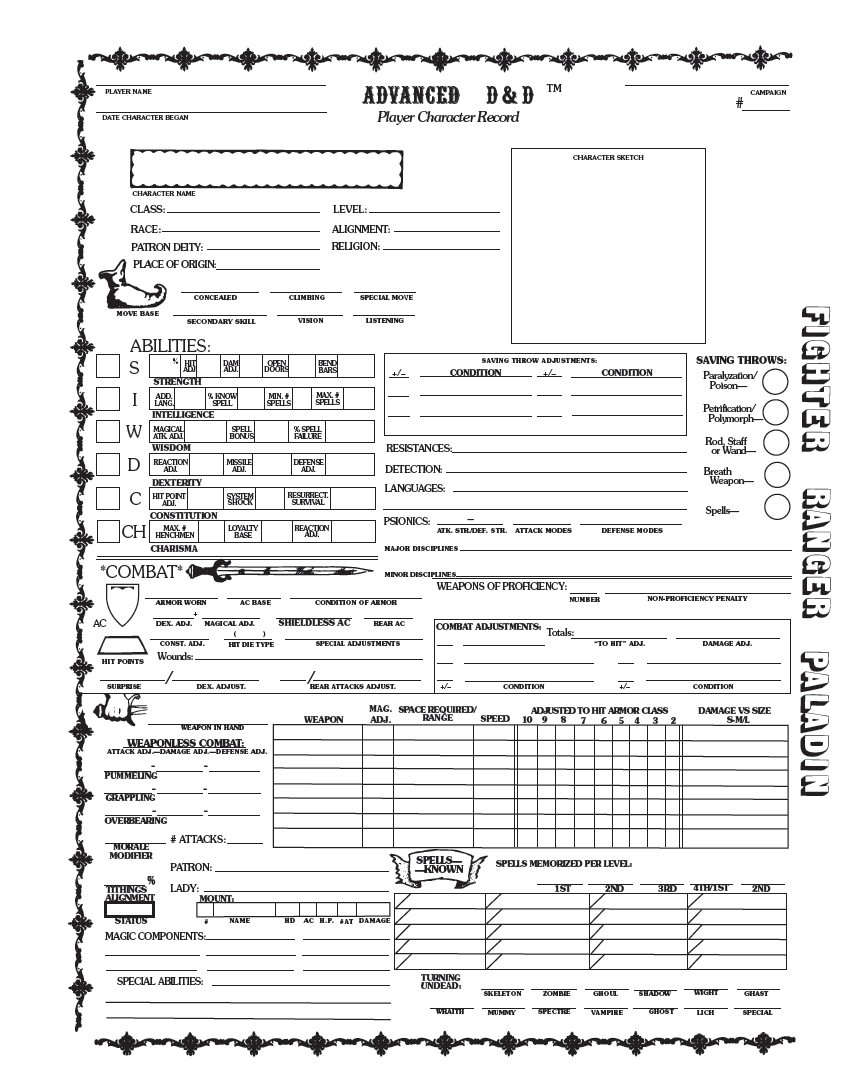 PLAYER NAME
ADVANCED D & D ™
CAMPAIGN
#
DATE CHARACTER BEGAN
Player Character Record
CHARACTER SKETCH
CHARACTER NAME
CLASS: LEVEL:
RACE: ALIGNMENT:
PATRON DEITY: RELIGION:
PLACE OF ORIGIN:
CONCEALED CLIMBING SPECIAL MOVE
MOVE BASE
SECONDARY SKILL VISION LISTENING
ABILITIES:
S % HIT ADJ. DAM ADJ. OPEN DOORS BEND BARS
STRENGTH
I ADD. LANG. % KNOW SPELL MIN. # SPELLS MAX. # SPELLS
INTELLIGENCE
W MAGICAL ATK. ADJ. SPELL BONUS % SPELL FAILURE
WISDOM
D REACTION ADJ. MISSILE ADJ. DEFENSE ADJ.
DEXTERITY
C HIT POINT ADJ. SYSTEM SHOCK RESURRECT. SURVIVAL
CONSTITUTION
CH MAX. # HENCHMEN LOYALTY BASE REACTION ADJ.
CHARISMA
SAVING THROW ADJUSTMENTS:
+/– CONDITION +/– CONDITION
RESISTANCES:
DETECTION:
LANGUAGES:
PSIONICS: –
ATK. STR./DEF. STR. ATTACK MODES DEFENSE MODES
MAJOR DISCIPLINES
MINOR DISCIPLINES
SAVING THROWS:
Paralyzation/
Poison—
Petrification/
Polymorph—
Rod, Staff
or Wand—
Breath
Weapon—
Spells—
FIGHTER RANGER PALADIN
*COMBAT*
WEAPONS OF PROFICIENCY:
NUMBER NON-PROFICIENCY PENALTY
ARMOR WORN AC BASE CONDITION OF ARMOR
AC
+
DEX. ADJ. MAGICAL ADJ. SHIELDLESS AC REAR AC
( )
CONST. ADJ. HIT DIE TYPE SPECIAL ADJUSTMENTS
HIT POINTS
Wounds:
/ /
SURPRISE DEX. ADJUST. REAR ATTACKS ADJUST.
COMBAT ADJUSTMENTS: Totals:
"TO HIT" ADJ. DAMAGE ADJ.
+/– CONDITION +/– CONDITION
WEAPON IN HAND
WEAPONLESS COMBAT:
ATTACK ADJ.—DAMAGE ADJ.—DEFENSE ADJ.
– –
PUMMELING
– –
GRAPPLING
– –
OVERBEARING
# ATTACKS:
MORALE
MODIFIER
MAG. SPACE REQUIRED/ ADJUSTED TO HIT ARMOR CLASS DAMAGE VS SIZE
WEAPON ADJ. RANGE SPEED 10 9 8 7 6 5 4 3 2 S-M/L
PATRON:
%
TITHINGS
LADY:
ALIGNMENT
STATUS
MOUNT:
# NAME HD AC H.P. #AT DAMAGE
MAGIC COMPONENTS:
SPECIAL ABILITIES:
SPELLS—
—KNOWN
SPELLS MEMORIZED PER LEVEL:
1ST 2ND 3RD 4TH/1ST 2ND
TURNING
UNDEAD:
SKELETON ZOMBIE GHOUL SHADOW WIGHT GHAST
WRAITH MUMMY SPECTRE VAMPIRE GHOST LICH SPECIAL